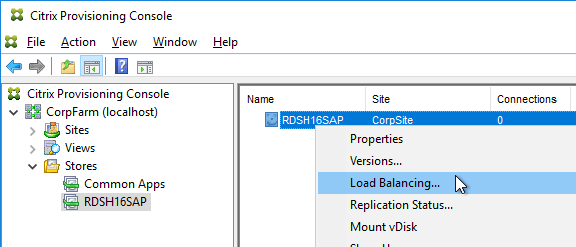 Citrix Provisioning Console
File Action View Window Help
Citrix Provisioning Console
CorpFarm (localhost)
Sites
Views
Stores
Common Apps
RDSH16SAP
Name Site Connections
RDSH16SAP CorpSite 0
Properties
Versions...
Load Balancing...
Replication Status...
Mount vDisk